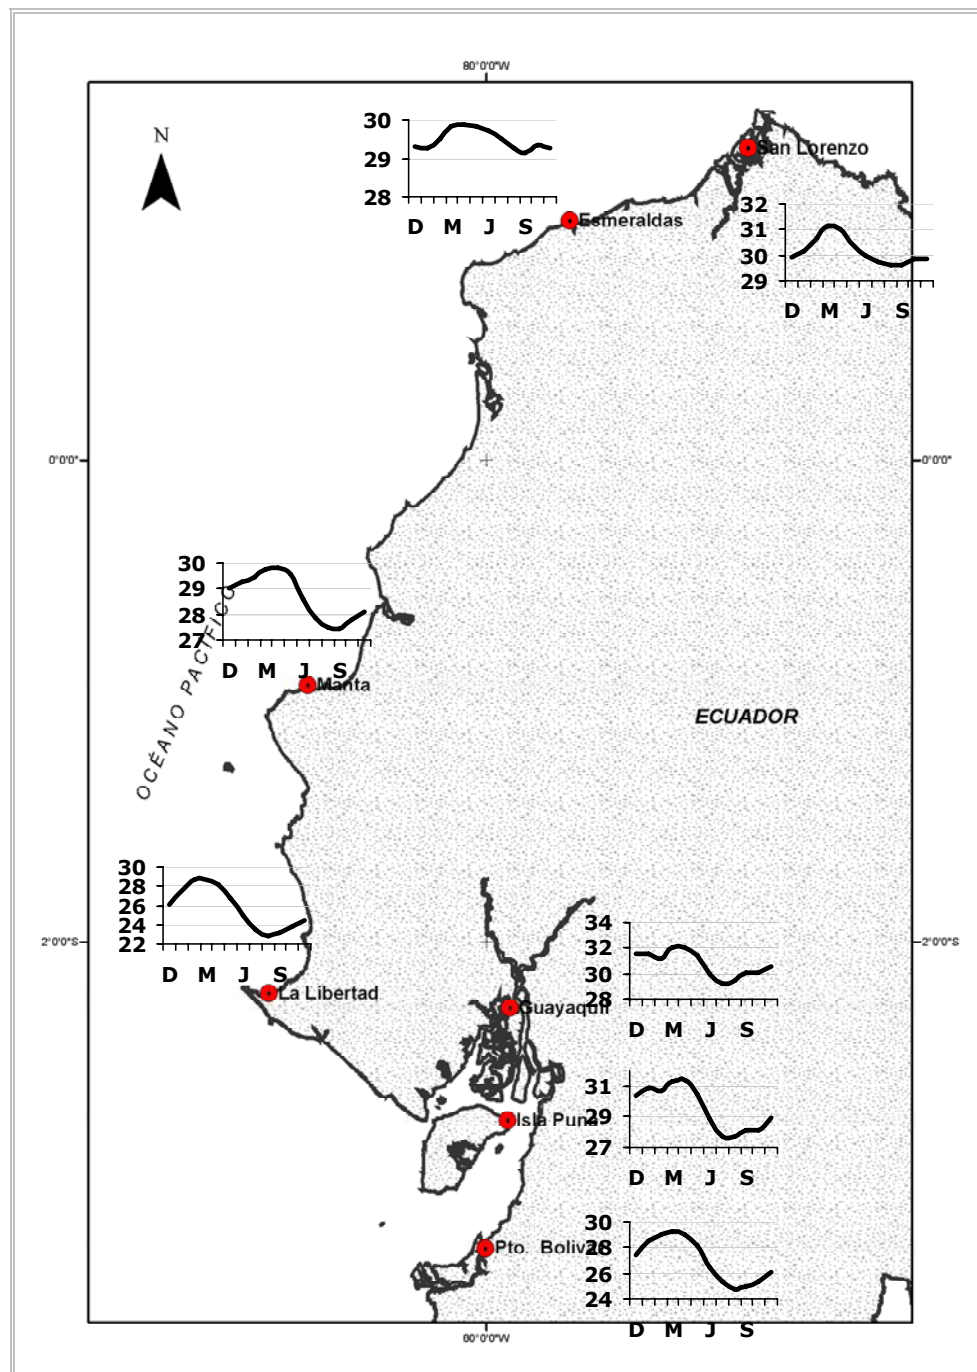 80°0'0"W
N
30
29
28
D M J S
San Lorenzo
Esmeraldas
32
31
30
29
D M J S
0°0'0"
0°0'0"
30
29
28
27
D M J S
Manta
OCÉANO PACÍFICO
ECUADOR
30
28
26
24
22
D M J S
La Libertad
2°0'0"S
2°0'0"S
34
32
30
28
D M J S
Guayaquil
31
29
27
D M J S
Isla Puna
30
28
26
24
D M J S
Pto. Bolivar
80°0'0"W